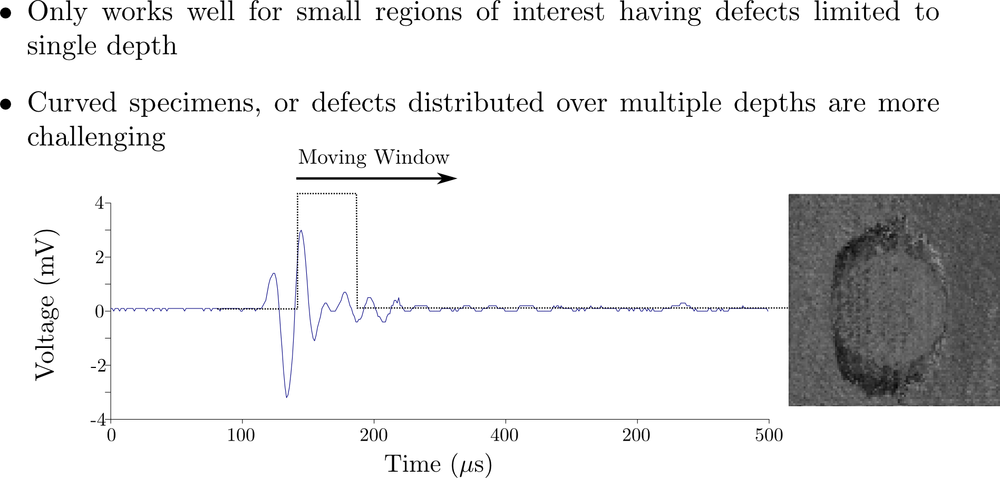 • Only works well for small regions of interest having defects limited to
single depth
• Curved specimens, or defects distributed over multiple depths are more
challenging
Moving Window
4
2
0
-2
-4
Voltage (mV)
0 100 200 400 200 500
Time (μs)